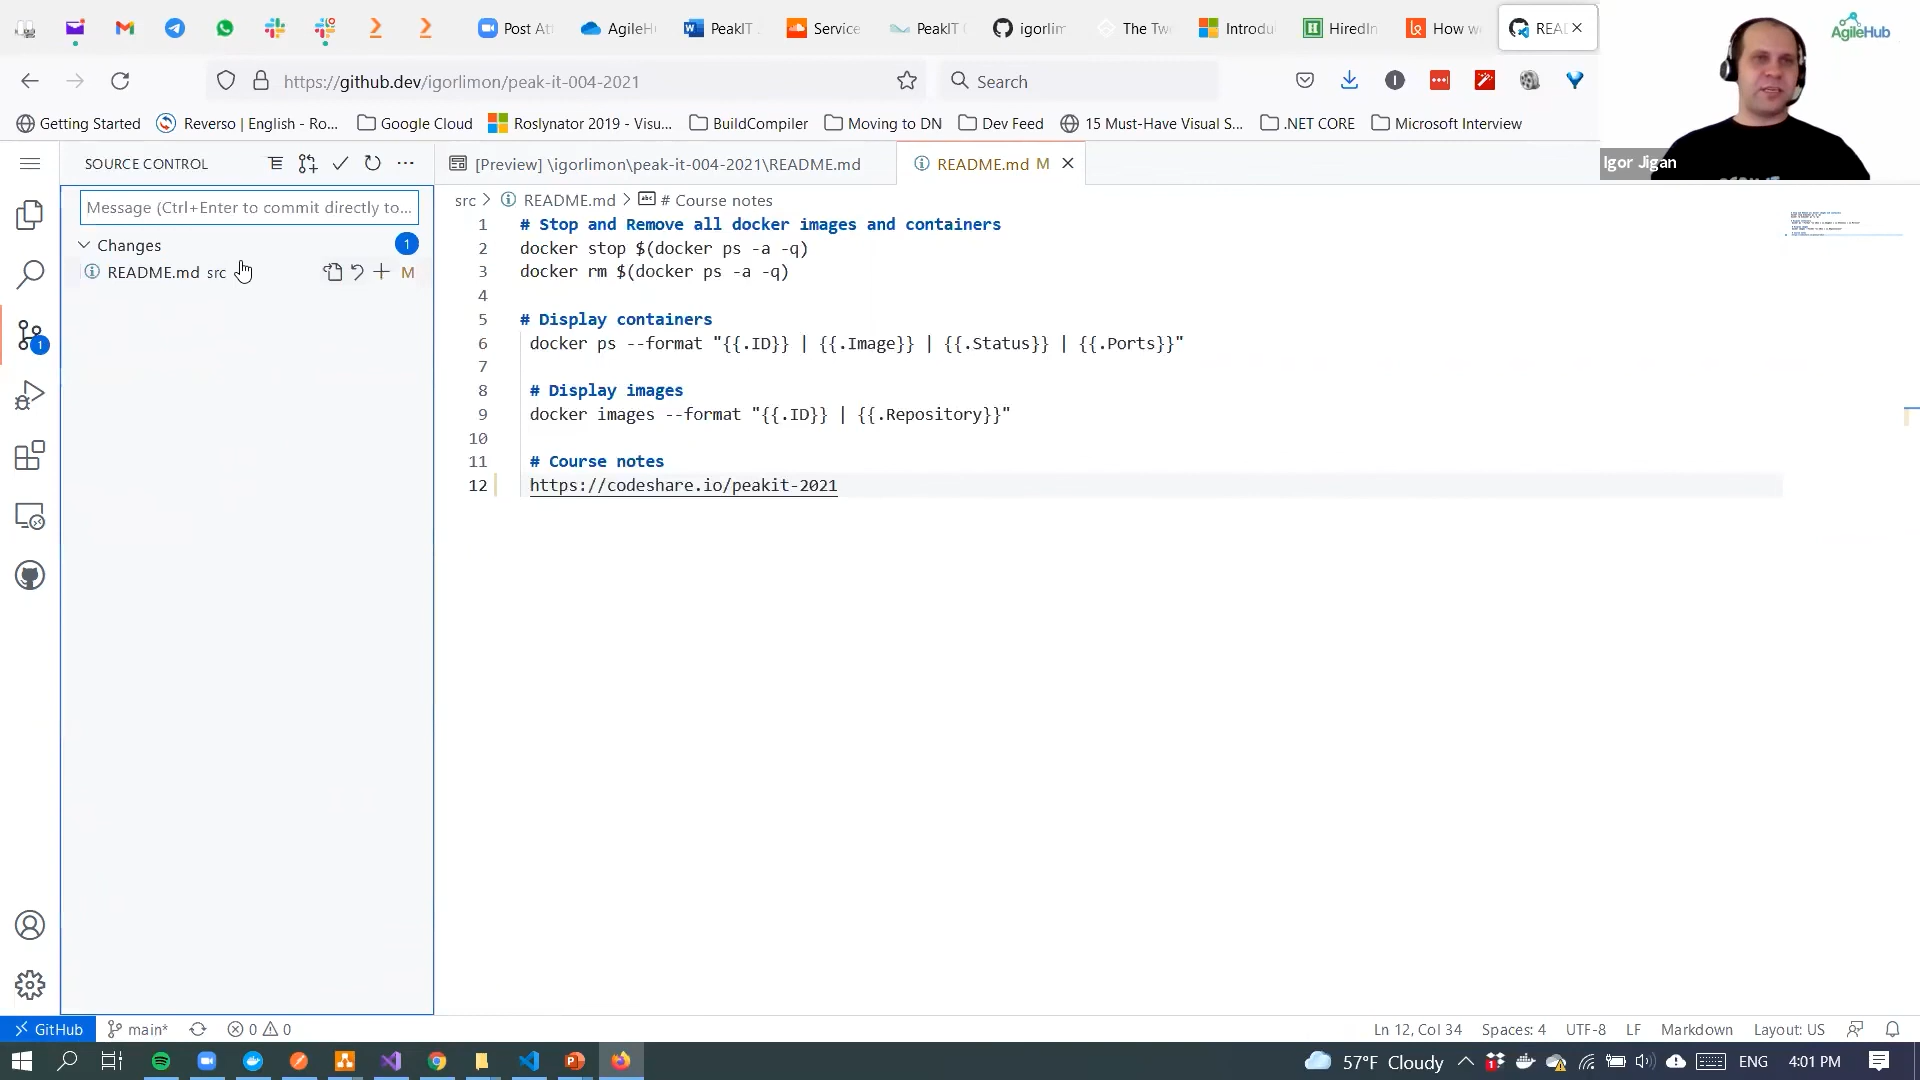 Post At
AgileH
PeakIT
Service
PeakIT
igorlim
The Tw
Introdu
HiredIn
How w
REA
AgileHub
https://github.dev/igorlimon/peak-it-004-2021
Search
Getting Started
Reverso | English - Ro...
Google Cloud
Roslynator 2019 - Visu...
BuildCompiler
Moving to DN
Dev Feed
15 Must-Have Visual S...
.NET CORE
Microsoft Interview
Igor Jigan
SOURCE CONTROL
[Preview] \igorlimon\peak-it-004-2021\README.md
README.md M
Message (Ctrl+Enter to commit directly to...
src > README.md > # Course notes
Changes
1
README.md src
M
1
1 # Stop and Remove all docker images and containers
2 docker stop $(docker ps -a -q)
3 docker rm $(docker ps -a -q)
4
5 # Display containers
6 docker ps --format "{{.ID}} | {{.Image}} | {{.Status}} | {{.Ports}}"
7
8 # Display images
9 docker images --format "{{.ID}} | {{.Repository}}"
10
11 # Course notes
12 https://codeshare.io/peakit-2021
GitHub
main*
0
0
Ln 12, Col 34
Spaces: 4
UTF-8
LF
Markdown
Layout: US
57°F Cloudy
ENG
4:01 PM